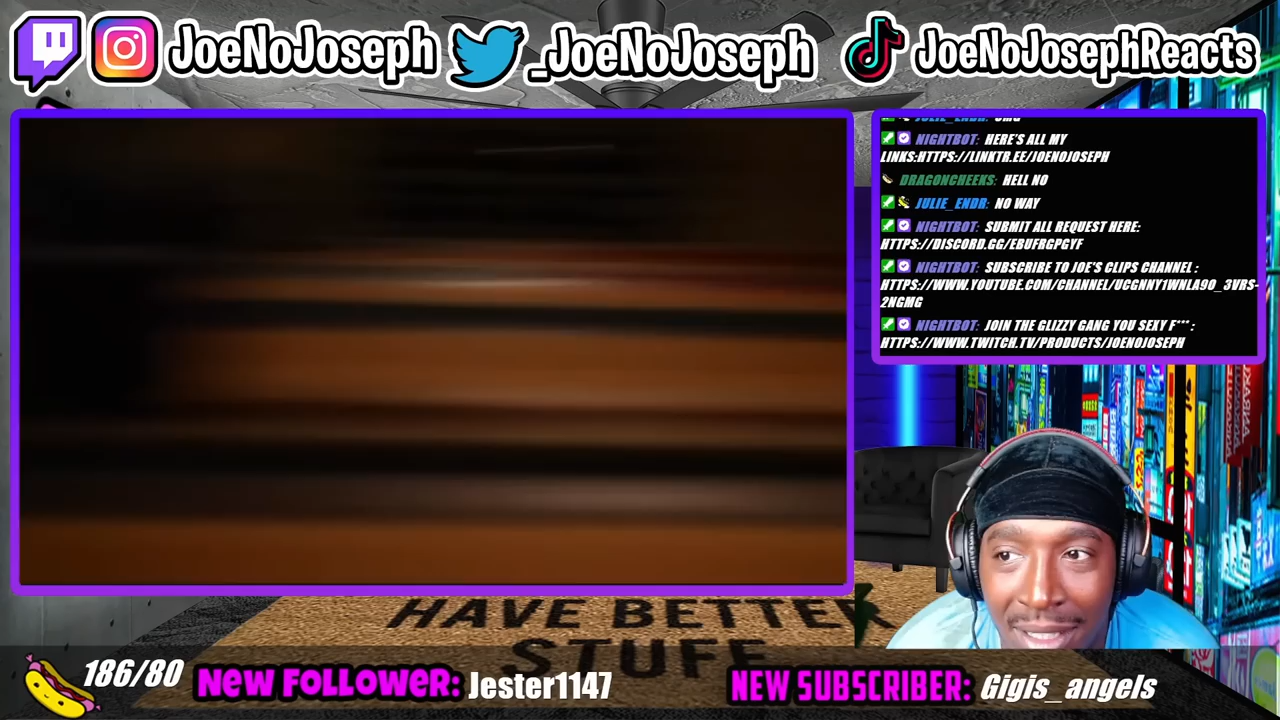 JoeNoJoseph
_JoeNoJoseph
JoeNoJosephReacts
JULIE_ENDR: OMG
NIGHTBOT: HERE'S ALL MY
LINKS:HTTPS://LINKTR.EE/JOENOJOSEPH
DRAGONCHEEKS: HELL NO
JULIE_ENDR: NO WAY
NIGHTBOT: SUBMIT ALL REQUEST HERE:
HTTPS://DISCORD.GG/EBUFRGPGYF
NIGHTBOT: SUBSCRIBE TO JOE'S CLIPS CHANNEL :
HTTPS://WWW.YOUTUBE.COM/CHANNEL/UCGNNY1WNLA9O_3VRS-
2NGMG
NIGHTBOT: JOIN THE GLIZZY GANG YOU SEXY F*** :
HTTPS://WWW.TWITCH.TV/PRODUCTS/JOENOJOSEPH
HAVE BETTER
STUFF
186/80
New Follower: Jester1147
NEW SUBSCRIBER: Gigis_angels